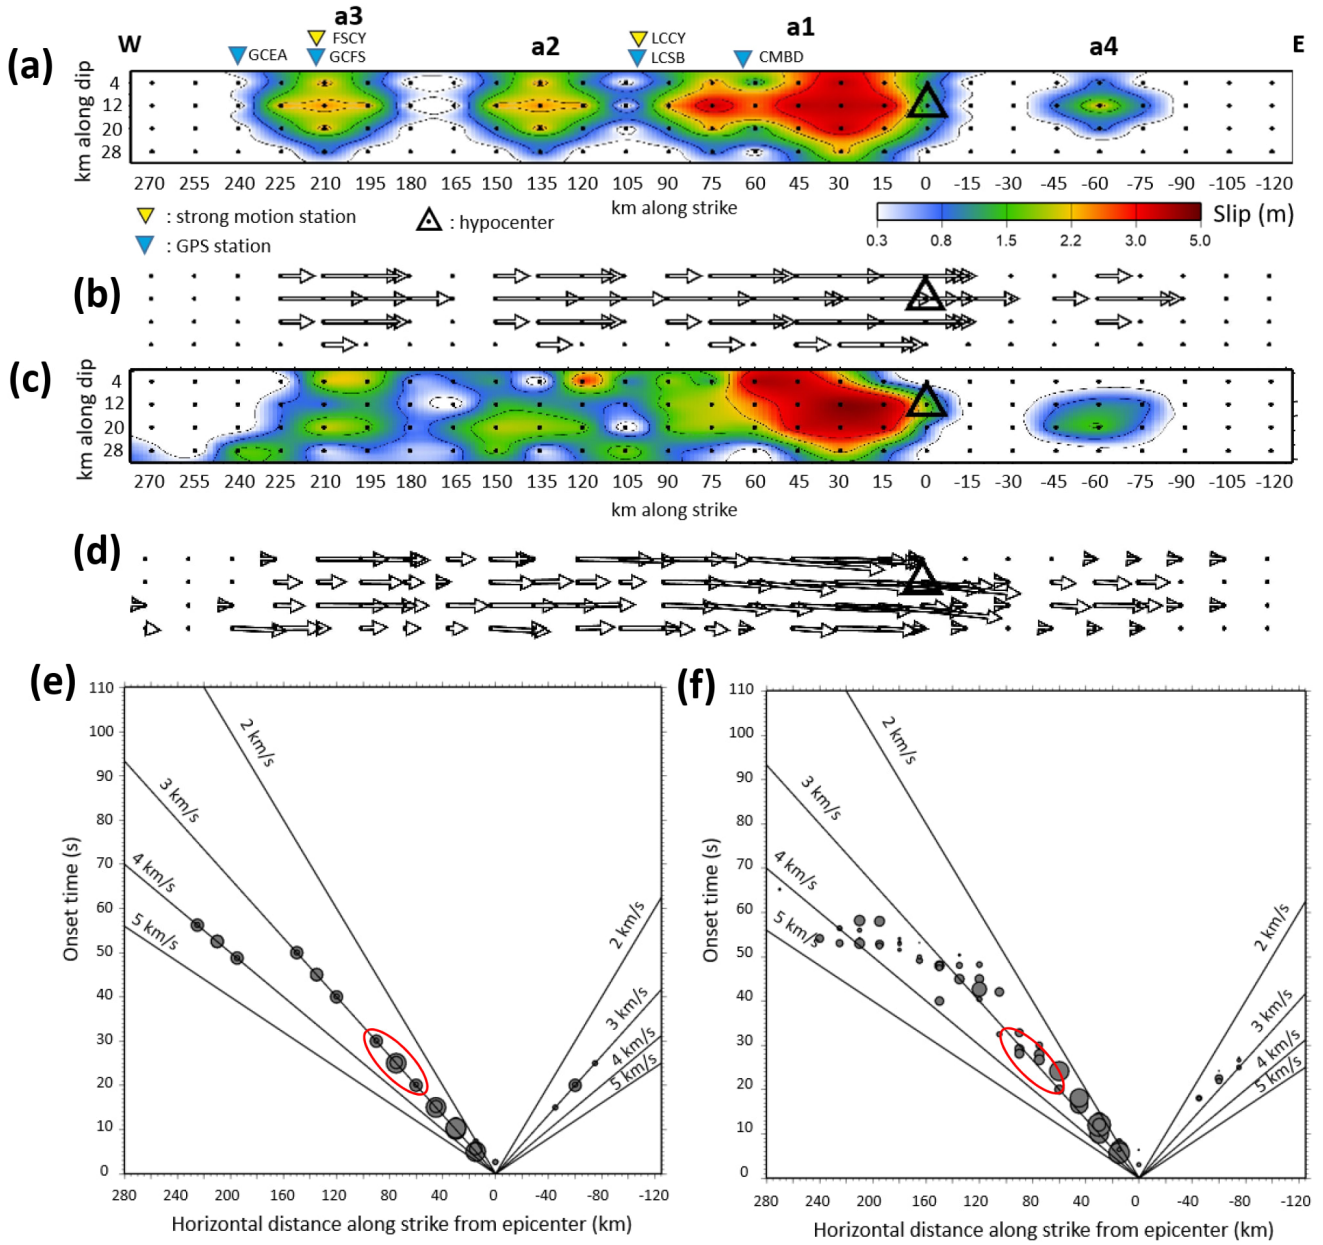 a3
a1
FSCY
LCCY
W
a2
a4
E
GCEA
GCFS
LCSB
CMBD
(a)
km along dip
4
12
20
28
270 255 240 225 210 195 180 165 150 135 120 105 90 75 60 45 30 15 0 -15 -30 -45 -60 -75 -90 -105 -120
km along strike
: strong motion station
: GPS station
: hypocenter
Slip (m)
0.3 0.8 1.5 2.2 3.0 5.0
(b)
(c)
km along dip
4
12
20
28
270 255 240 225 210 195 180 165 150 135 120 105 90 75 60 45 30 15 0 -15 -30 -45 -60 -75 -90 -105 -120
km along strike
(d)
(e)
Onset time (s)
110
100
90
80
70
60
50
40
30
20
10
0
2 km/s
3 km/s
4 km/s
5 km/s
2 km/s
3 km/s
4 km/s
5 km/s
280 240 200 160 120 80 40 0 -40 -80 -120
Horizontal distance along strike from epicenter (km)
(f)
Onset time (s)
110
100
90
80
70
60
50
40
30
20
10
0
2 km/s
3 km/s
4 km/s
5 km/s
2 km/s
3 km/s
4 km/s
5 km/s
280 240 200 160 120 80 40 0 -40 -80 -120
Horizontal distance along strike from epicenter (km)